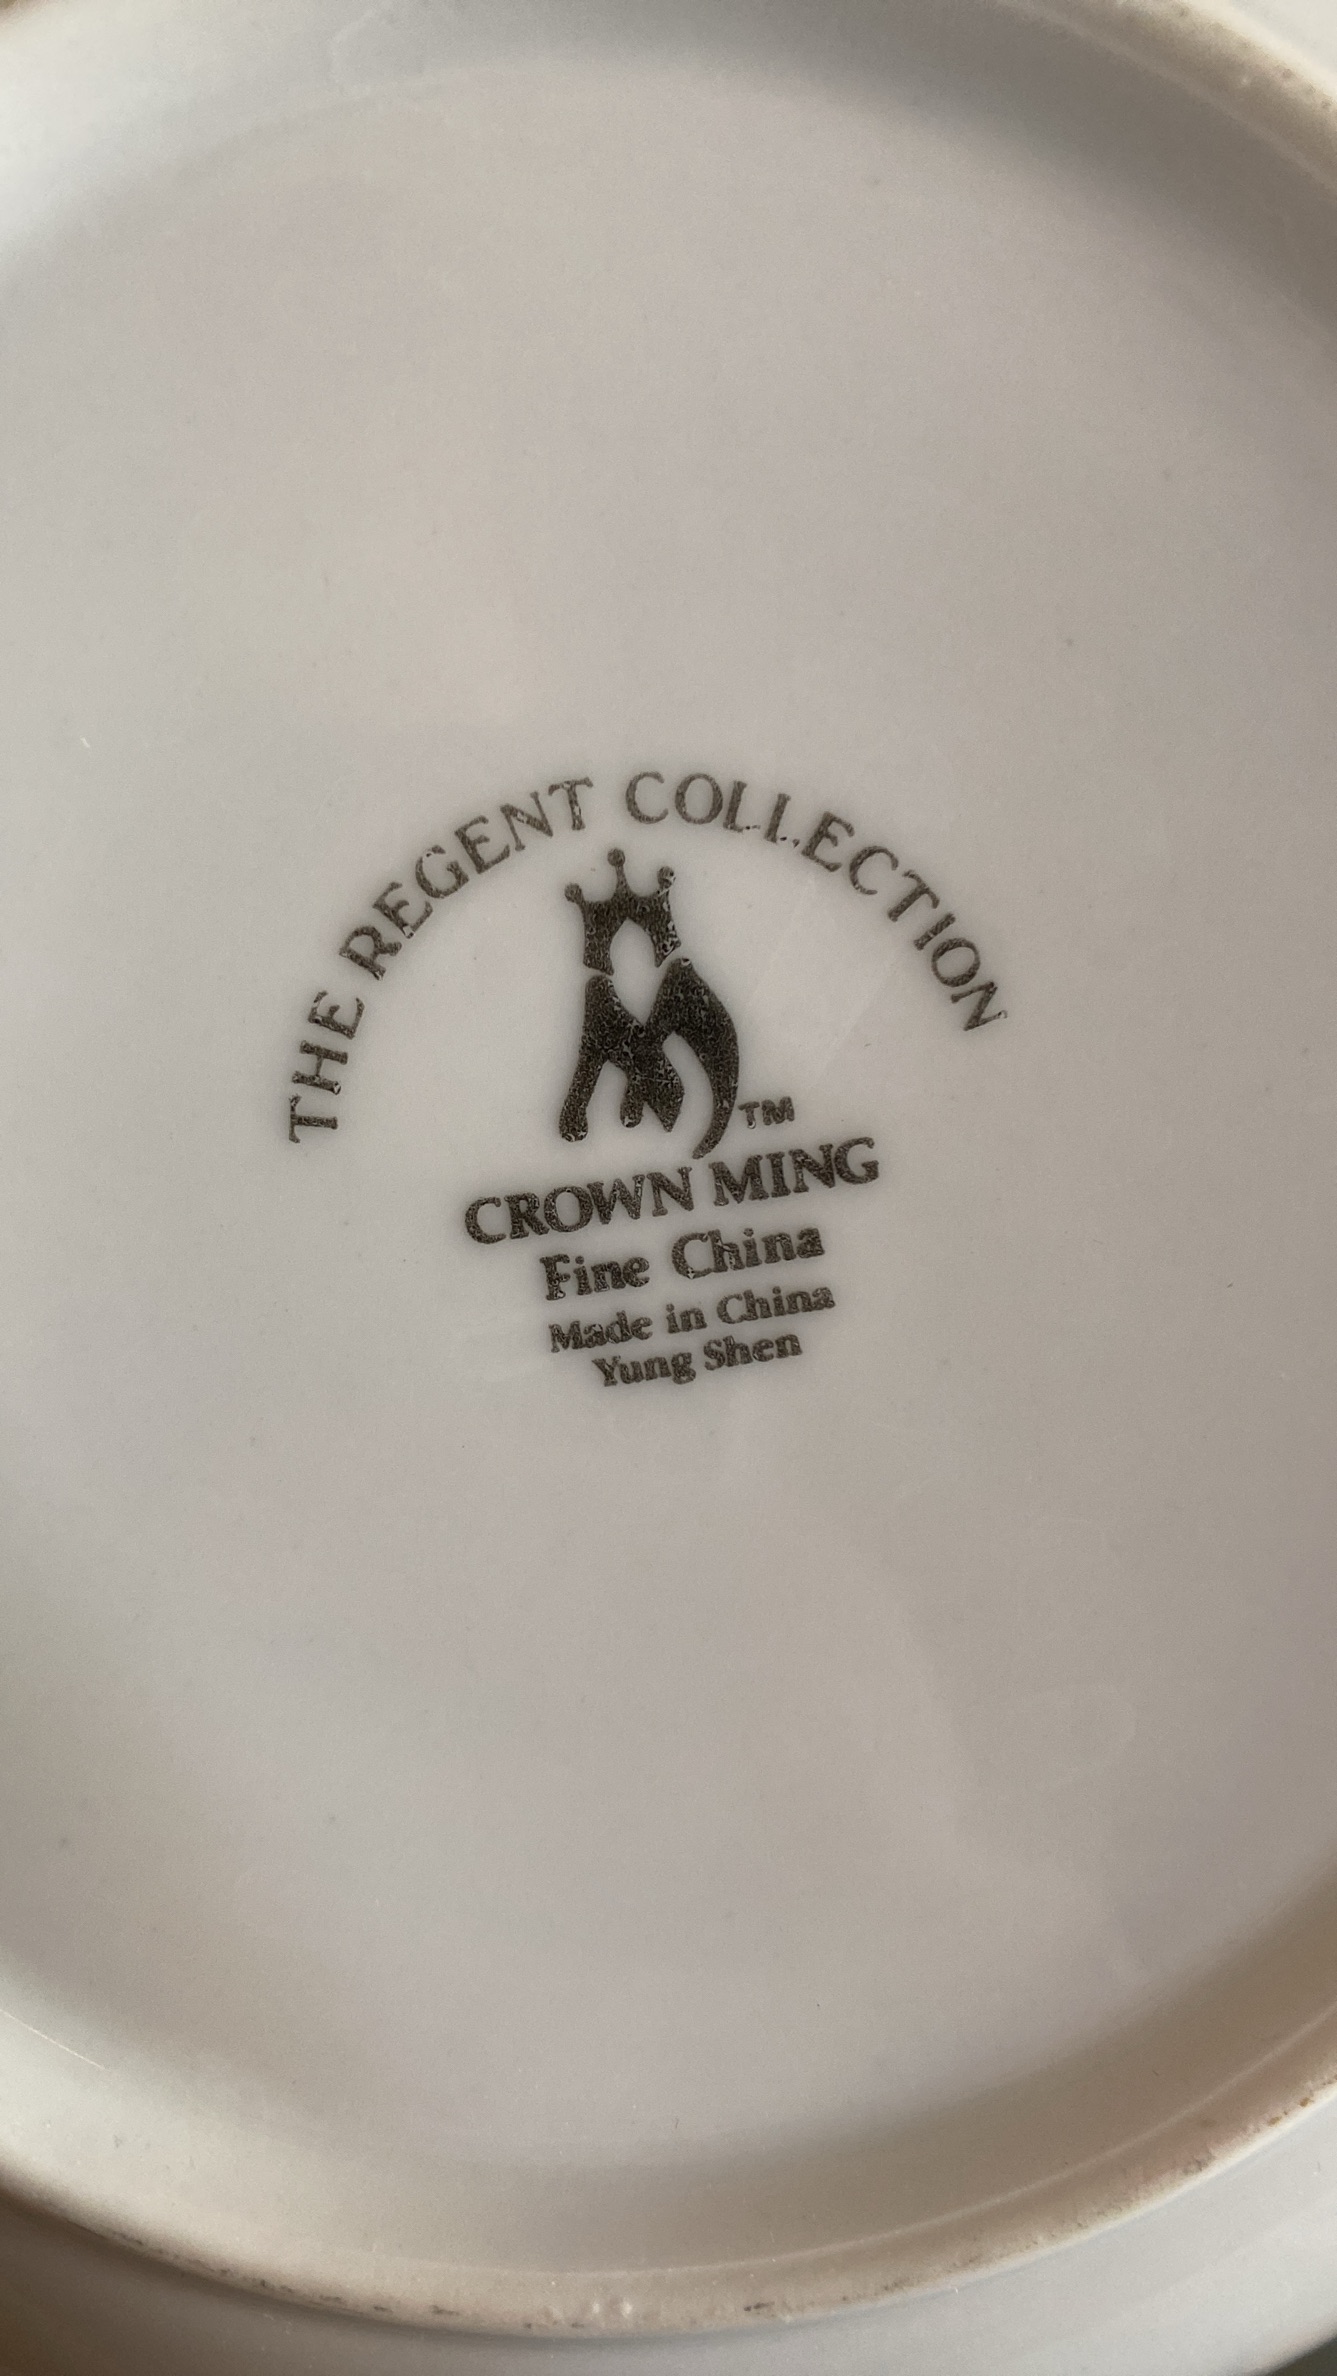 THE REGENT COLLECTION
TM
CROWN MING
Fine China
Made in China
Yung Shen